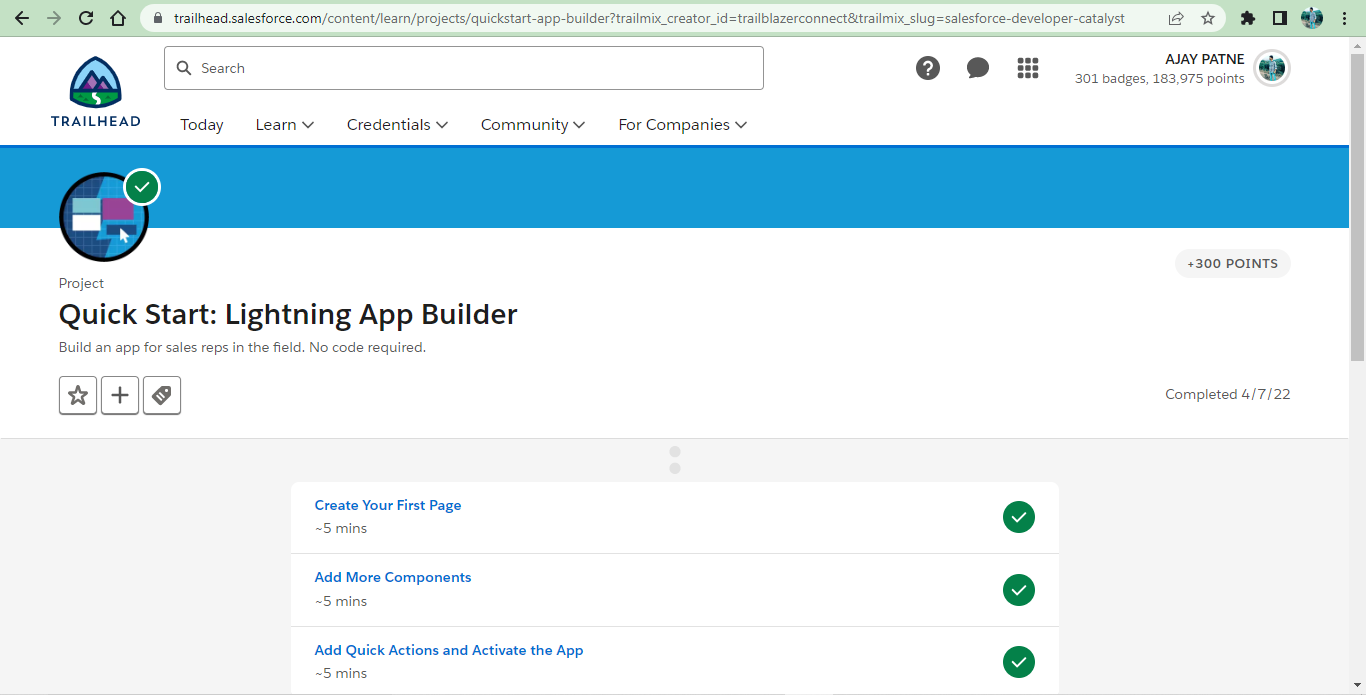 trailhead.salesforce.com/content/learn/projects/quickstart-app-builder?trailmix_creator_id=trailblazerconnect&trailmix_slug=salesforce-developer-catalyst
Search
AJAY PATNE
301 badges, 183,975 points
TRAILHEAD
Today Learn Credentials Community For Companies
+300 POINTS
Project
Quick Start: Lightning App Builder
Build an app for sales reps in the field. No code required.
Completed 4/7/22
Create Your First Page
~5 mins
Add More Components
~5 mins
Add Quick Actions and Activate the App
~5 mins